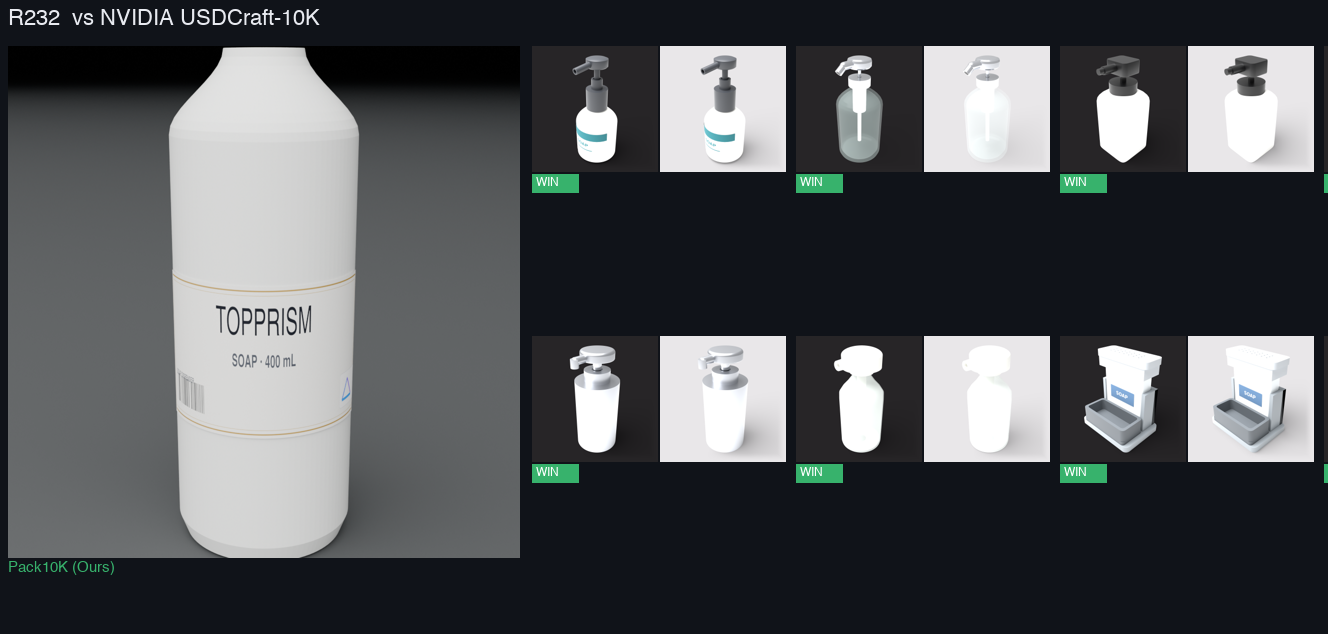 R232 vs NVIDIA USDCraft-10K
TOPPRISM
SOAP - 400 mL
Pack10K (Ours)
WIN
WIN
WIN
WIN
WIN
WIN
SOAP
SOAP